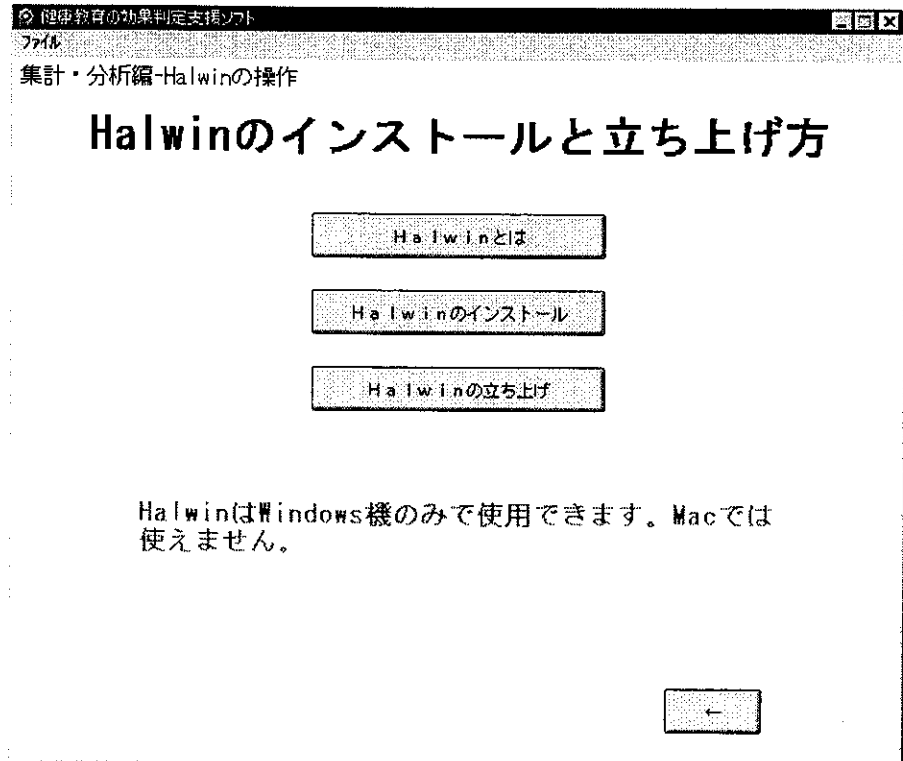 健康教育の効果判定支援ソフト
ファイル
集計・分析編-Halwinの操作
Halwinのインストールと立ち上げ方
Halwinとは
Halwinのインストール
Halwinの立ち上げ
HalwinはWindows機のみで使用できます。Macでは
使えません。
←